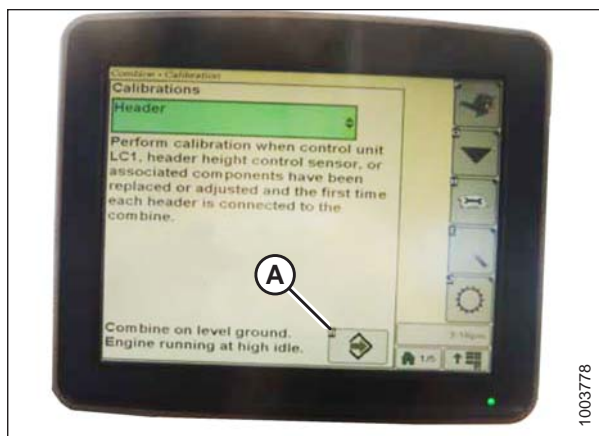 Combine - Calibration
Calibrations
Header
Perform calibration when control unit
LC1, header height control sensor, or
associated components have been
replaced or adjusted and the first time
each header is connected to the
combine.
A
Combine on level ground.
Engine running at high idle.
1/5
1003778